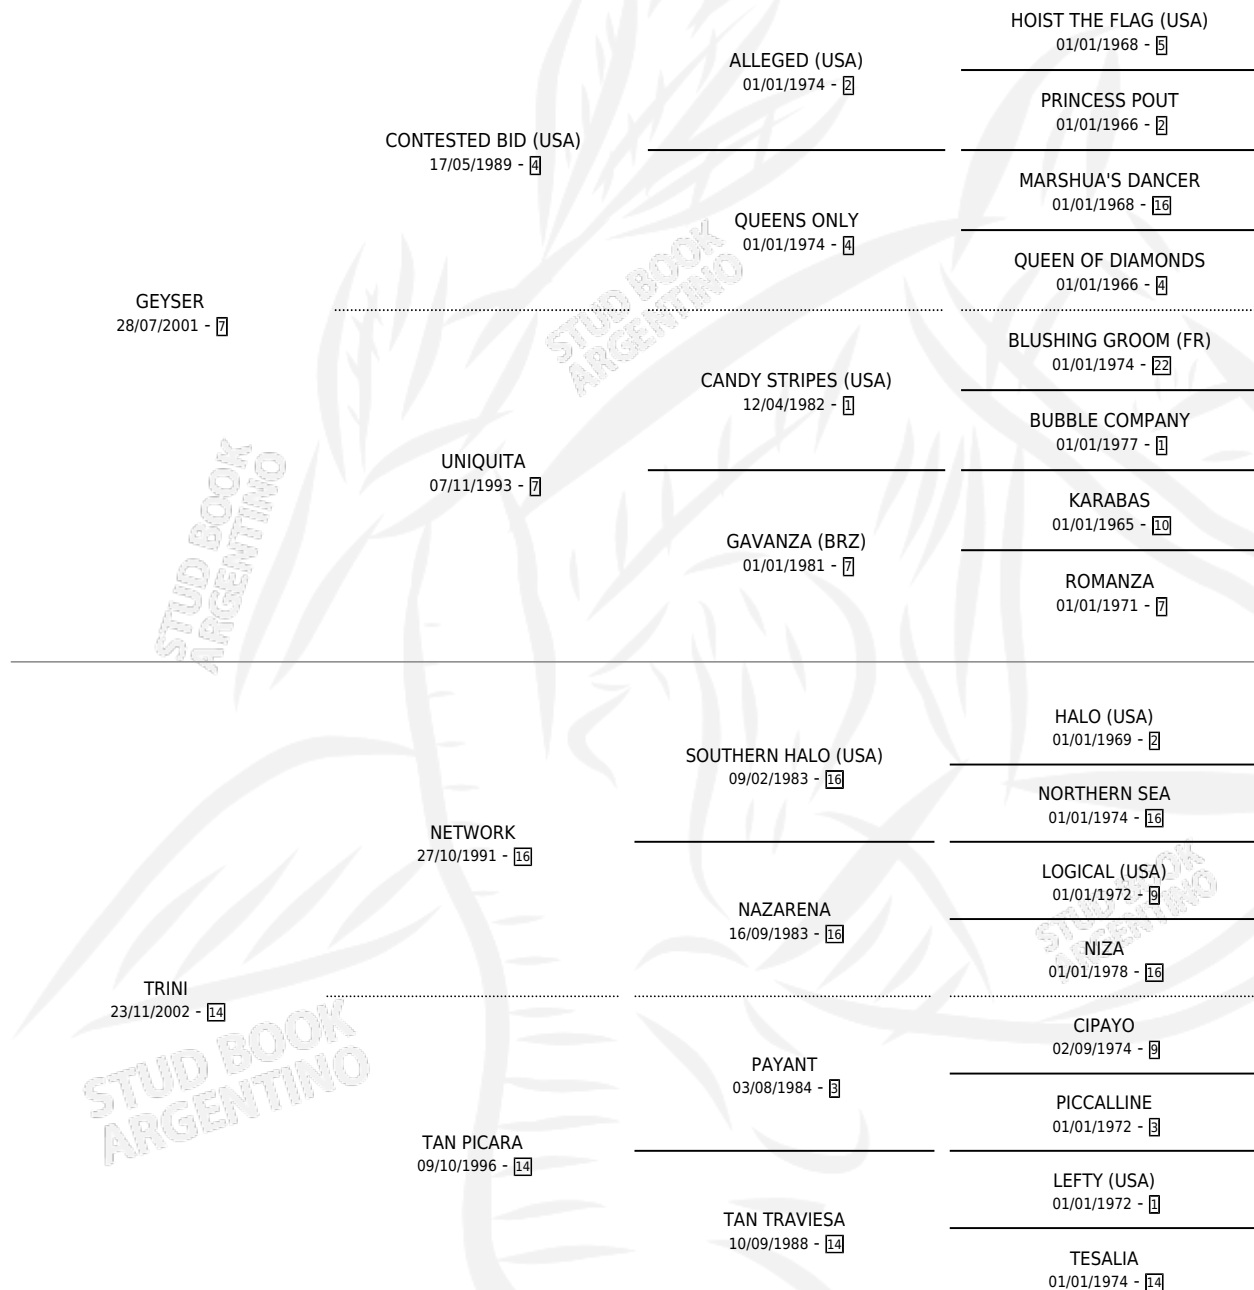 HOIST THE FLAG (USA)
01/01/1968 - 5
ALLEGED (USA)
01/01/1974 - 2
PRINCESS POUT
01/01/1966 - 2
CONTESTED BID (USA)
17/05/1989 - 4
MARSHUA'S DANCER
01/01/1968 - 16
QUEENS ONLY
01/01/1974 - 4
QUEEN OF DIAMONDS
01/01/1966 - 4
GEYSER
28/07/2001 - 7
BLUSHING GROOM (FR)
01/01/1974 - 22
CANDY STRIPES (USA)
12/04/1982 - 1
BUBBLE COMPANY
01/01/1977 - 1
UNIQUITA
07/11/1993 - 7
KARABAS
01/01/1965 - 10
GAVANZA (BRZ)
01/01/1981 - 7
ROMANZA
01/01/1971 - 7
STUD BOOK
ARGENTINO
STUD BOOK
ARGENTINO
HALO (USA)
01/01/1969 - 2
SOUTHERN HALO (USA)
09/02/1983 - 16
NORTHERN SEA
01/01/1974 - 16
NETWORK
27/10/1991 - 16
LOGICAL (USA)
01/01/1972 - 9
NAZARENA
16/09/1983 - 16
NIZA
01/01/1978 - 16
STUD BOOK
ARGENTINO
TRINI
23/11/2002 - 14
CIPAYO
02/09/1974 - 9
PAYANT
03/08/1984 - 3
PICCALLINE
01/01/1972 - 3
TAN PICARA
09/10/1996 - 14
LEFTY (USA)
01/01/1972 - 1
TAN TRAVIESA
10/09/1988 - 14
TESALIA
01/01/1974 - 14
STUD BOOK
ARGENTINO